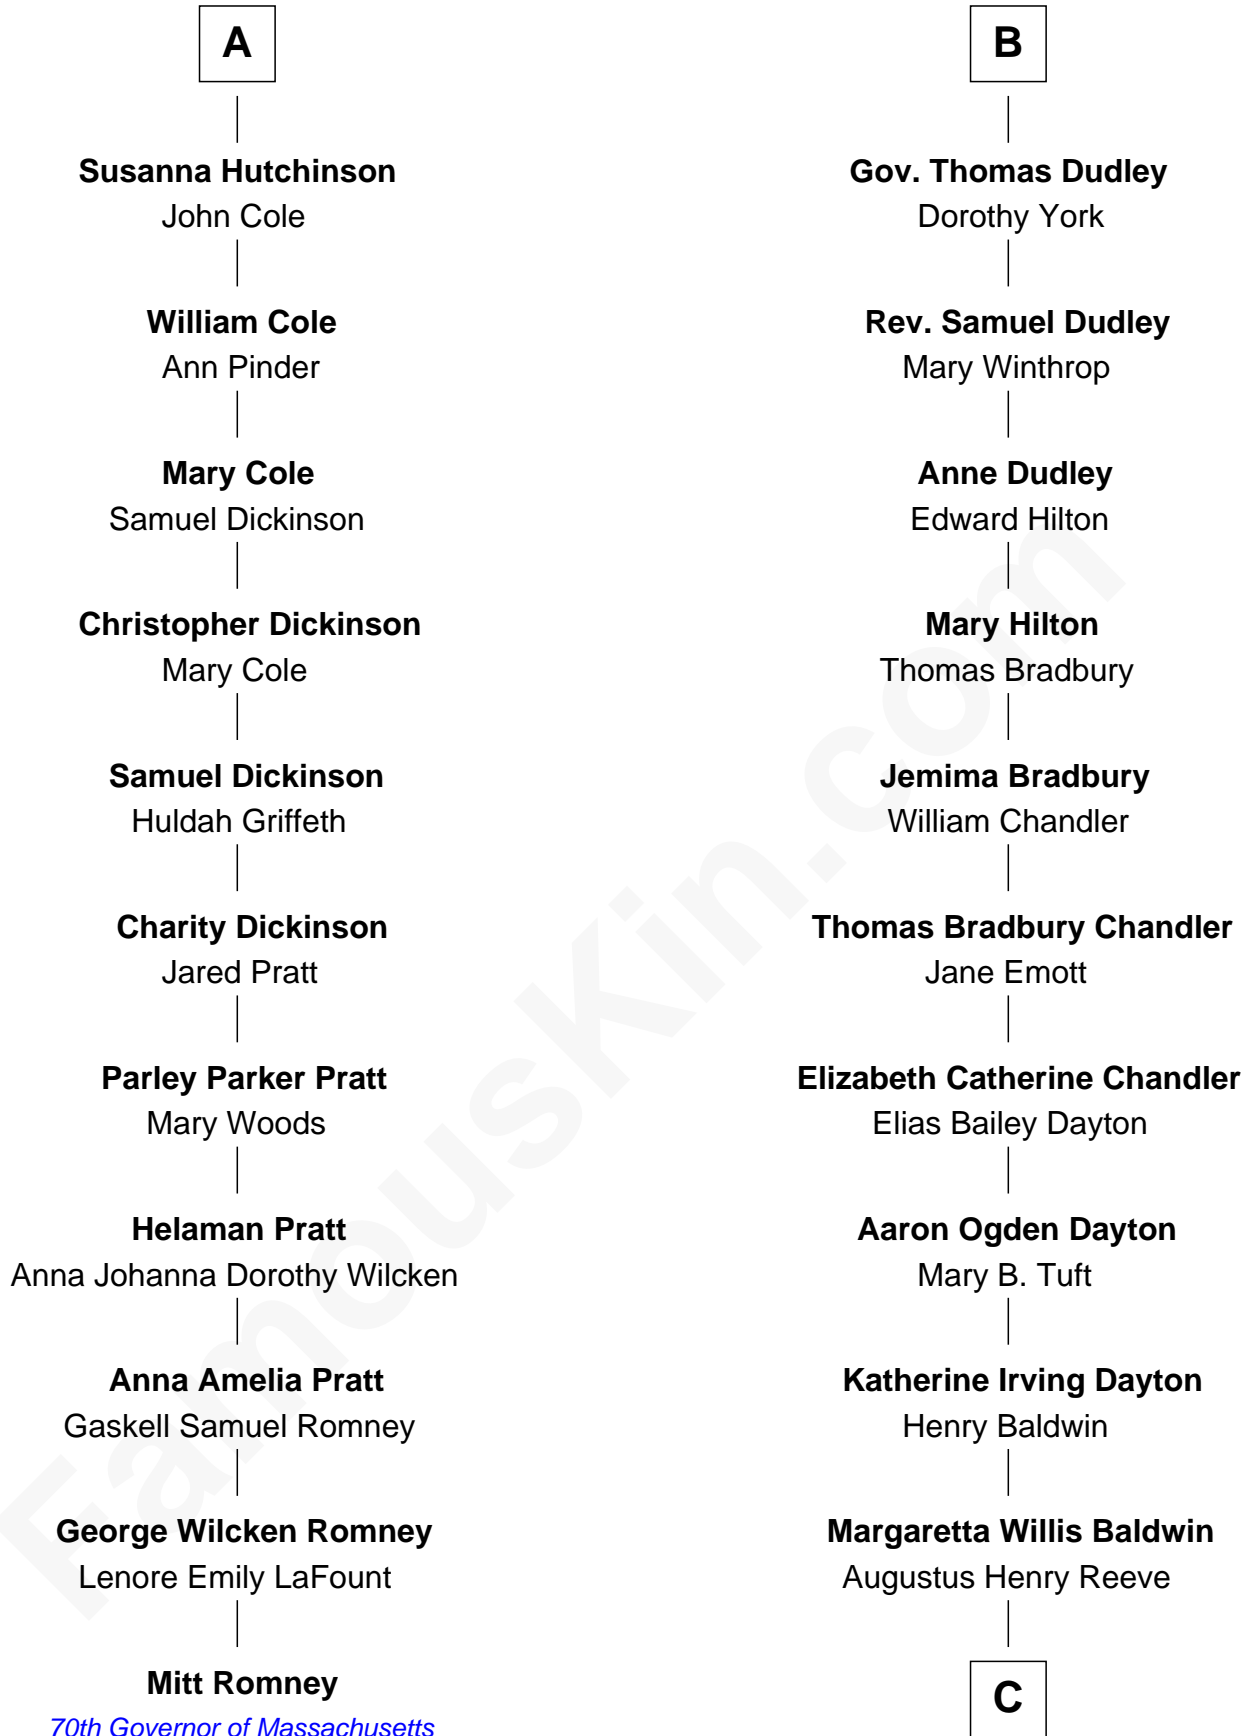 A
Susanna Hutchinson
John Cole
William Cole
Ann Pinder
Mary Cole
Samuel Dickinson
Christopher Dickinson
Mary Cole
Samuel Dickinson
Huldah Griffeth
Charity Dickinson
Jared Pratt
Parley Parker Pratt
Mary Woods
Helaman Pratt
Anna Johanna Dorothy Wilcken
Anna Amelia Pratt
Gaskell Samuel Romney
George Wilcken Romney
Lenore Emily LaFount
Mitt Romney
70th Governor of Massachusetts
B
Gov. Thomas Dudley
Dorothy York
Rev. Samuel Dudley
Mary Winthrop
Anne Dudley
Edward Hilton
Mary Hilton
Thomas Bradbury
Jemima Bradbury
William Chandler
Thomas Bradbury Chandler
Jane Emott
Elizabeth Catherine Chandler
Elias Bailey Dayton
Aaron Ogden Dayton
Mary B. Tuft
Katherine Irving Dayton
Henry Baldwin
Margaretta Willis Baldwin
Augustus Henry Reeve
C
FamousKin.com